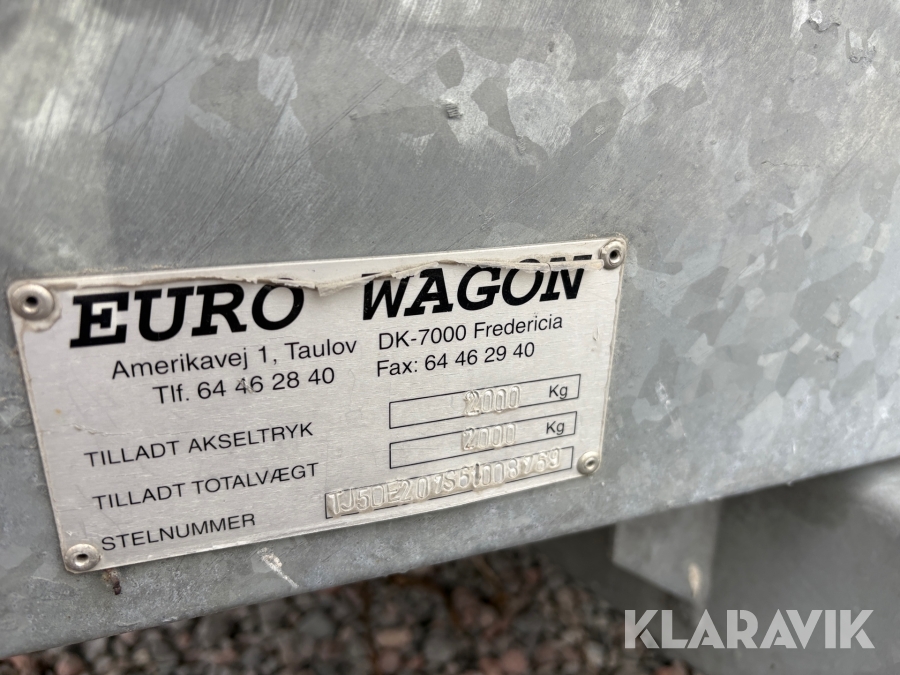 EURO WAGON
Amerikavej 1, Taulov DK-7000 Fredericia
Tlf. 64 46 28 40 Fax: 64 46 29 40
TILLADT AKSELTRYK 2000 Kg
TILLADT TOTALVÆGT 2000 Kg
STELNUMMER
KLARAVIK